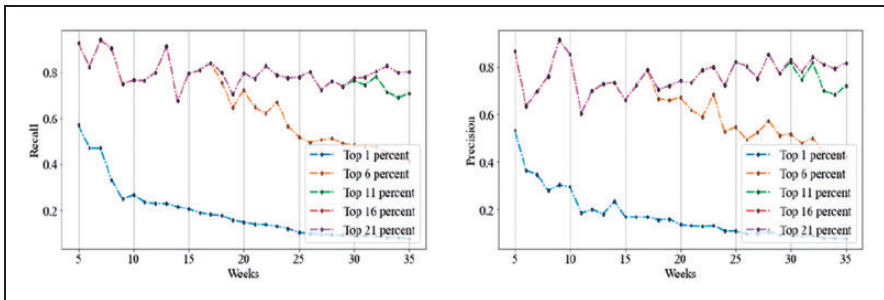 0.8
0.6
0.4
0.2
Recall
5 10 15 20 25 30 35
Weeks
Top 1 percent
Top 6 percent
Top 11 percent
Top 16 percent
Top 21 percent
0.8
0.6
0.4
0.2
Precision
5 10 15 20 25 30 35
Weeks
Top 1 percent
Top 6 percent
Top 11 percent
Top 16 percent
Top 21 percent